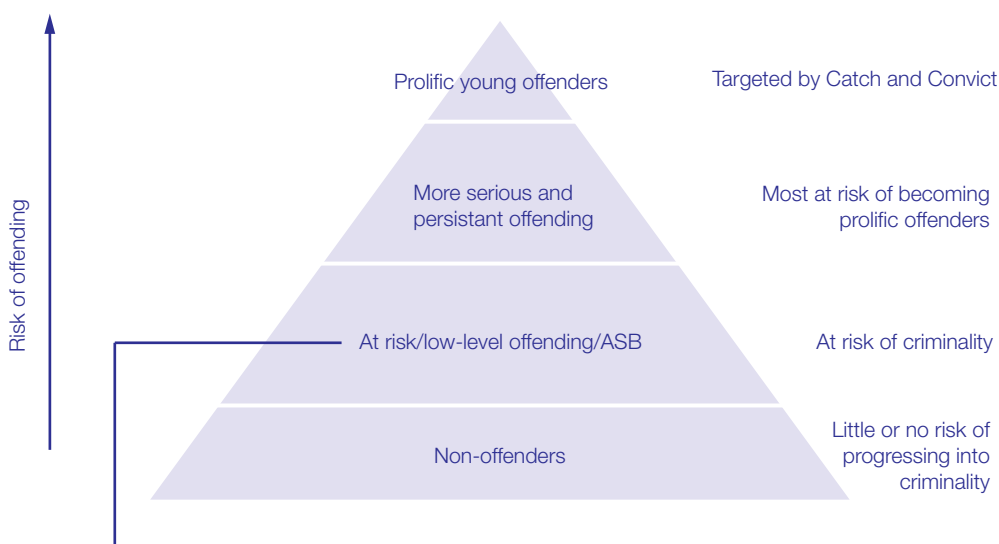 Prolific young offenders
Targeted by Catch and Convict
More serious and
persistant offending
Most at risk of becoming
prolific offenders
Risk of offending
At risk/low-level offending/ASB
At risk of criminality
Non-offenders
Little or no risk of
progressing into
criminality